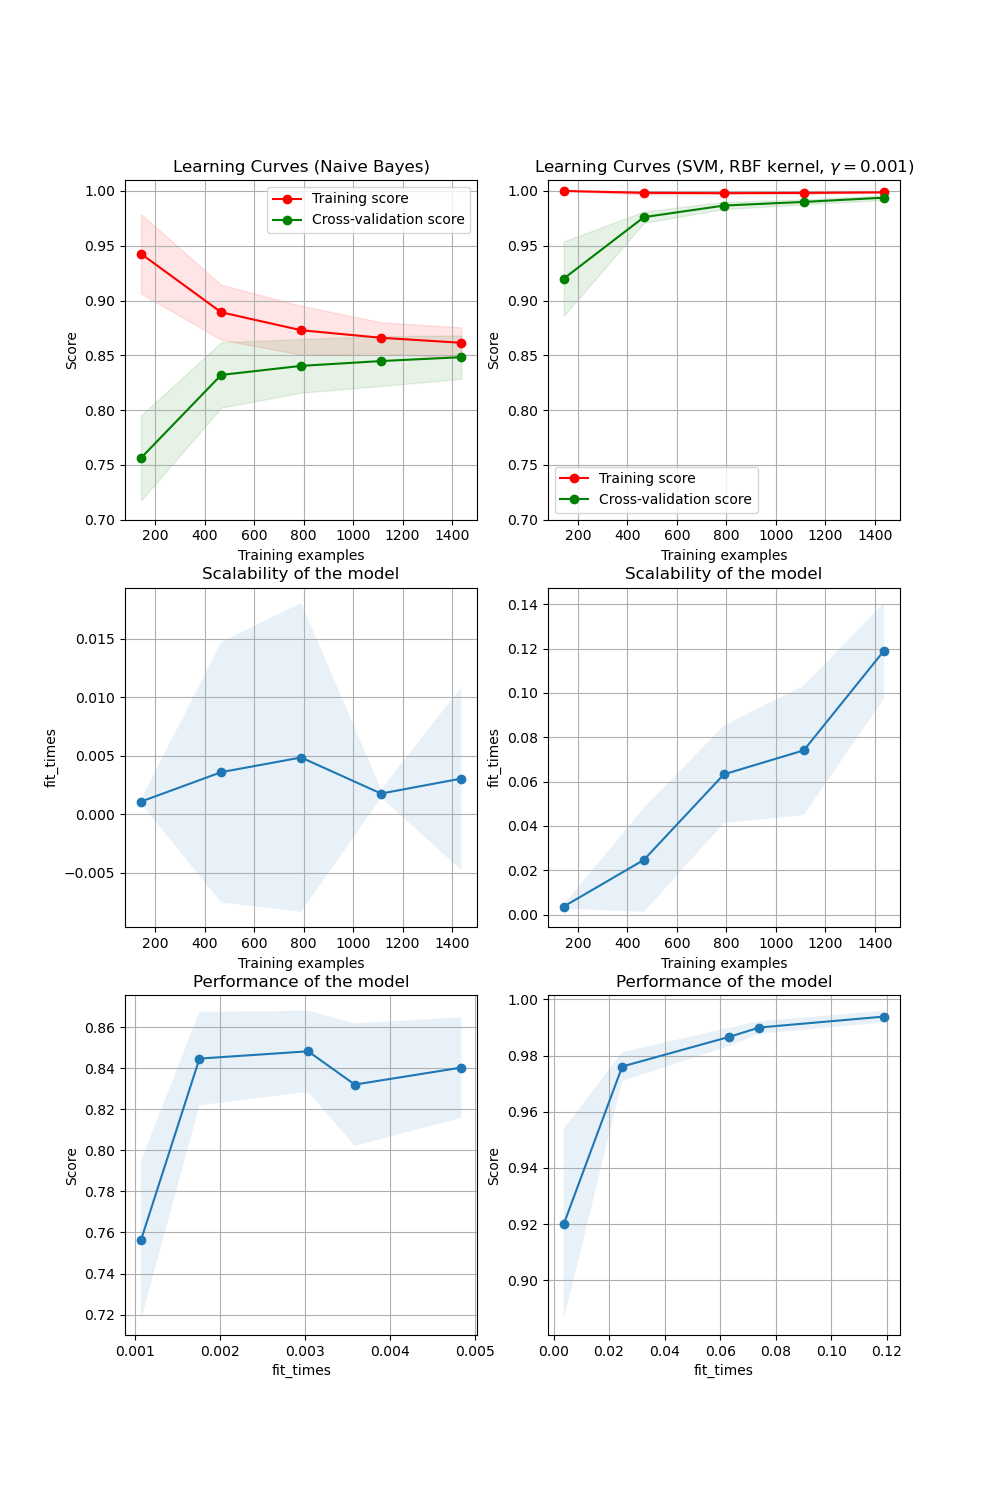 Learning Curves (Naive Bayes)
1.00
0.95
0.90
0.85
0.80
0.75
0.70
Score
Training score
Cross-validation score
200 400 600 800 1000 1200 1400
Training examples
Learning Curves (SVM, RBF kernel, γ = 0.001)
1.00
0.95
0.90
0.85
0.80
0.75
0.70
Score
Training score
Cross-validation score
200 400 600 800 1000 1200 1400
Training examples
Scalability of the model
0.015
0.010
0.005
0.000
−0.005
fit_times
200 400 600 800 1000 1200 1400
Training examples
Scalability of the model
0.14
0.12
0.10
0.08
0.06
0.04
0.02
0.00
fit_times
200 400 600 800 1000 1200 1400
Training examples
Performance of the model
0.86
0.84
0.82
0.80
0.78
0.76
0.74
0.72
Score
0.001 0.002 0.003 0.004 0.005
fit_times
Performance of the model
1.00
0.98
0.96
0.94
0.92
0.90
Score
0.00 0.02 0.04 0.06 0.08 0.10 0.12
fit_times